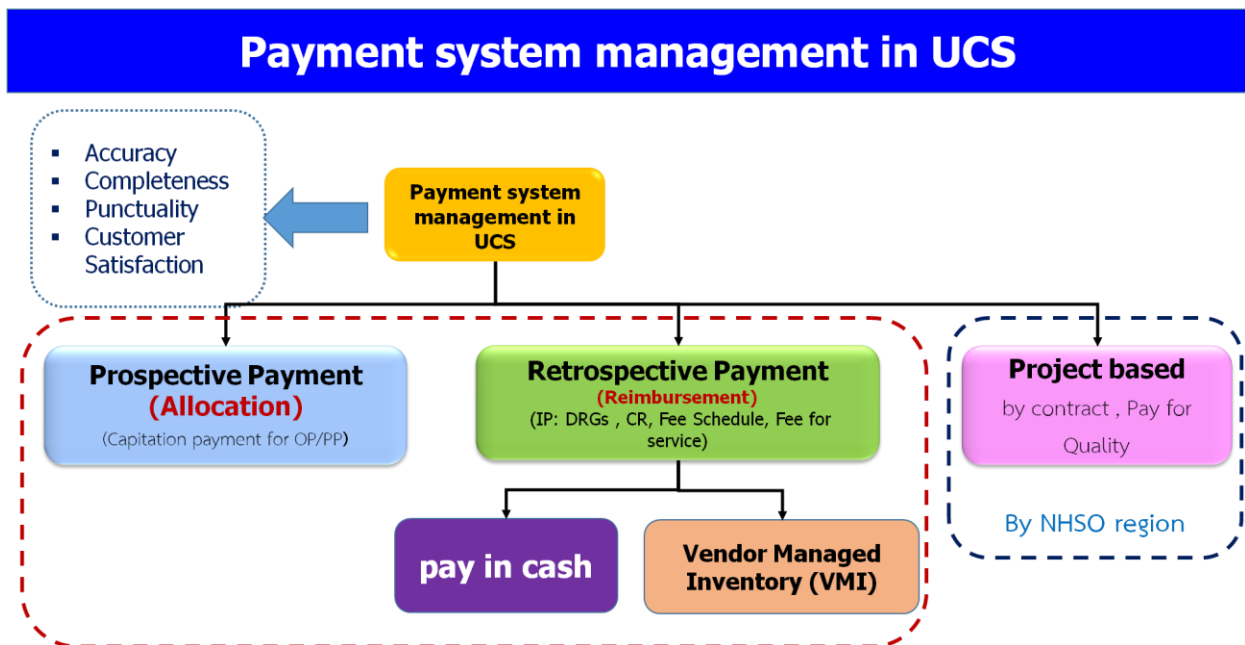 Payment system management in UCS
▪ Accuracy
▪ Completeness
▪ Punctuality
▪ Customer
Satisfaction
Payment system
management in
UCS
Prospective Payment
(Allocation)
(Capitation payment for OP/PP)
Retrospective Payment
(Reimbursement)
(IP: DRGs , CR, Fee Schedule, Fee for
service)
Project based
by contract , Pay for
Quality
By NHSO region
pay in cash
Vendor Managed
Inventory (VMI)